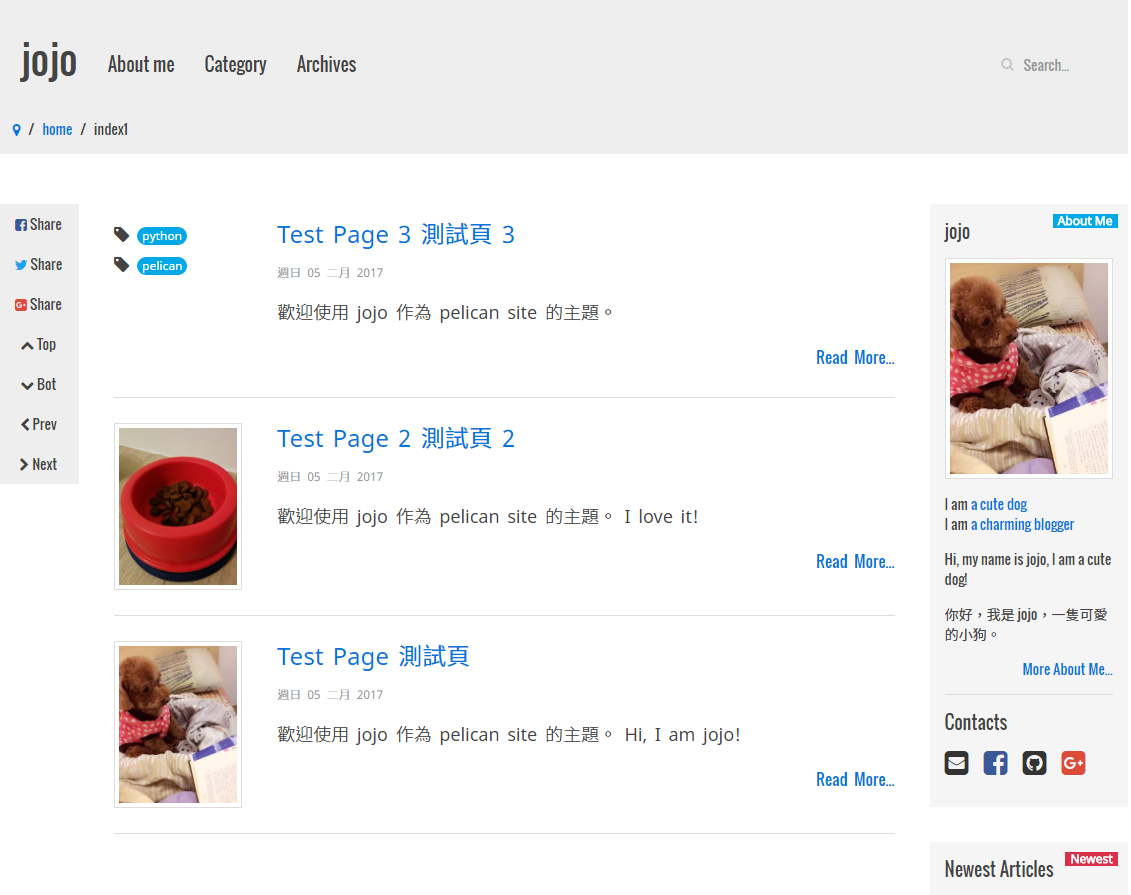 jojo
About me
Category
Archives
Search...
/ home / index1
Share
Share
Share
Top
Bot
Prev
Next
python
pelican
Test Page 3 測試頁 3
週日 05 二月 2017
歡迎使用 jojo 作為 pelican site 的主題。
Read More...
Test Page 2 測試頁 2
週日 05 二月 2017
歡迎使用 jojo 作為 pelican site 的主題。 I love it!
Read More...
Test Page 測試頁
週日 05 二月 2017
歡迎使用 jojo 作為 pelican site 的主題。 Hi, I am jojo!
Read More...
About Me
jojo
I am a cute dog
I am a charming blogger
Hi, my name is jojo, I am a cute
dog!
你好，我是 jojo，一隻可愛
的小狗。
More About Me...
Contacts
Newest
Newest Articles